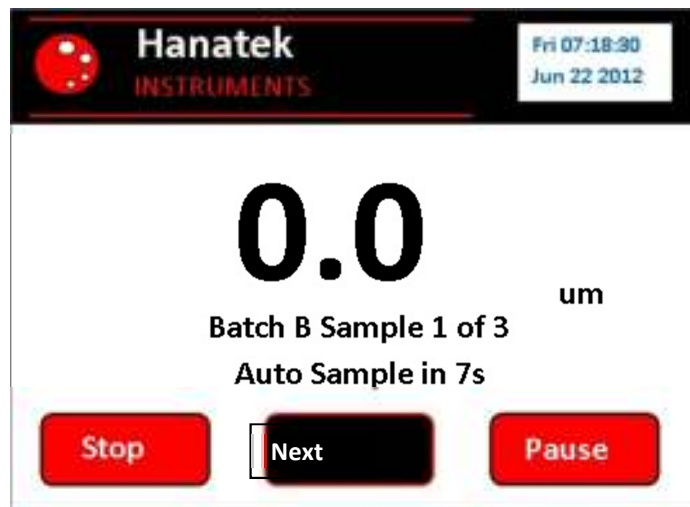 Hanatek
INSTRUMENTS
Fri 07:18:30
Jun 22 2012
0.0
um
Batch B Sample 1 of 3
Auto Sample in 7s
Stop
Next
Pause